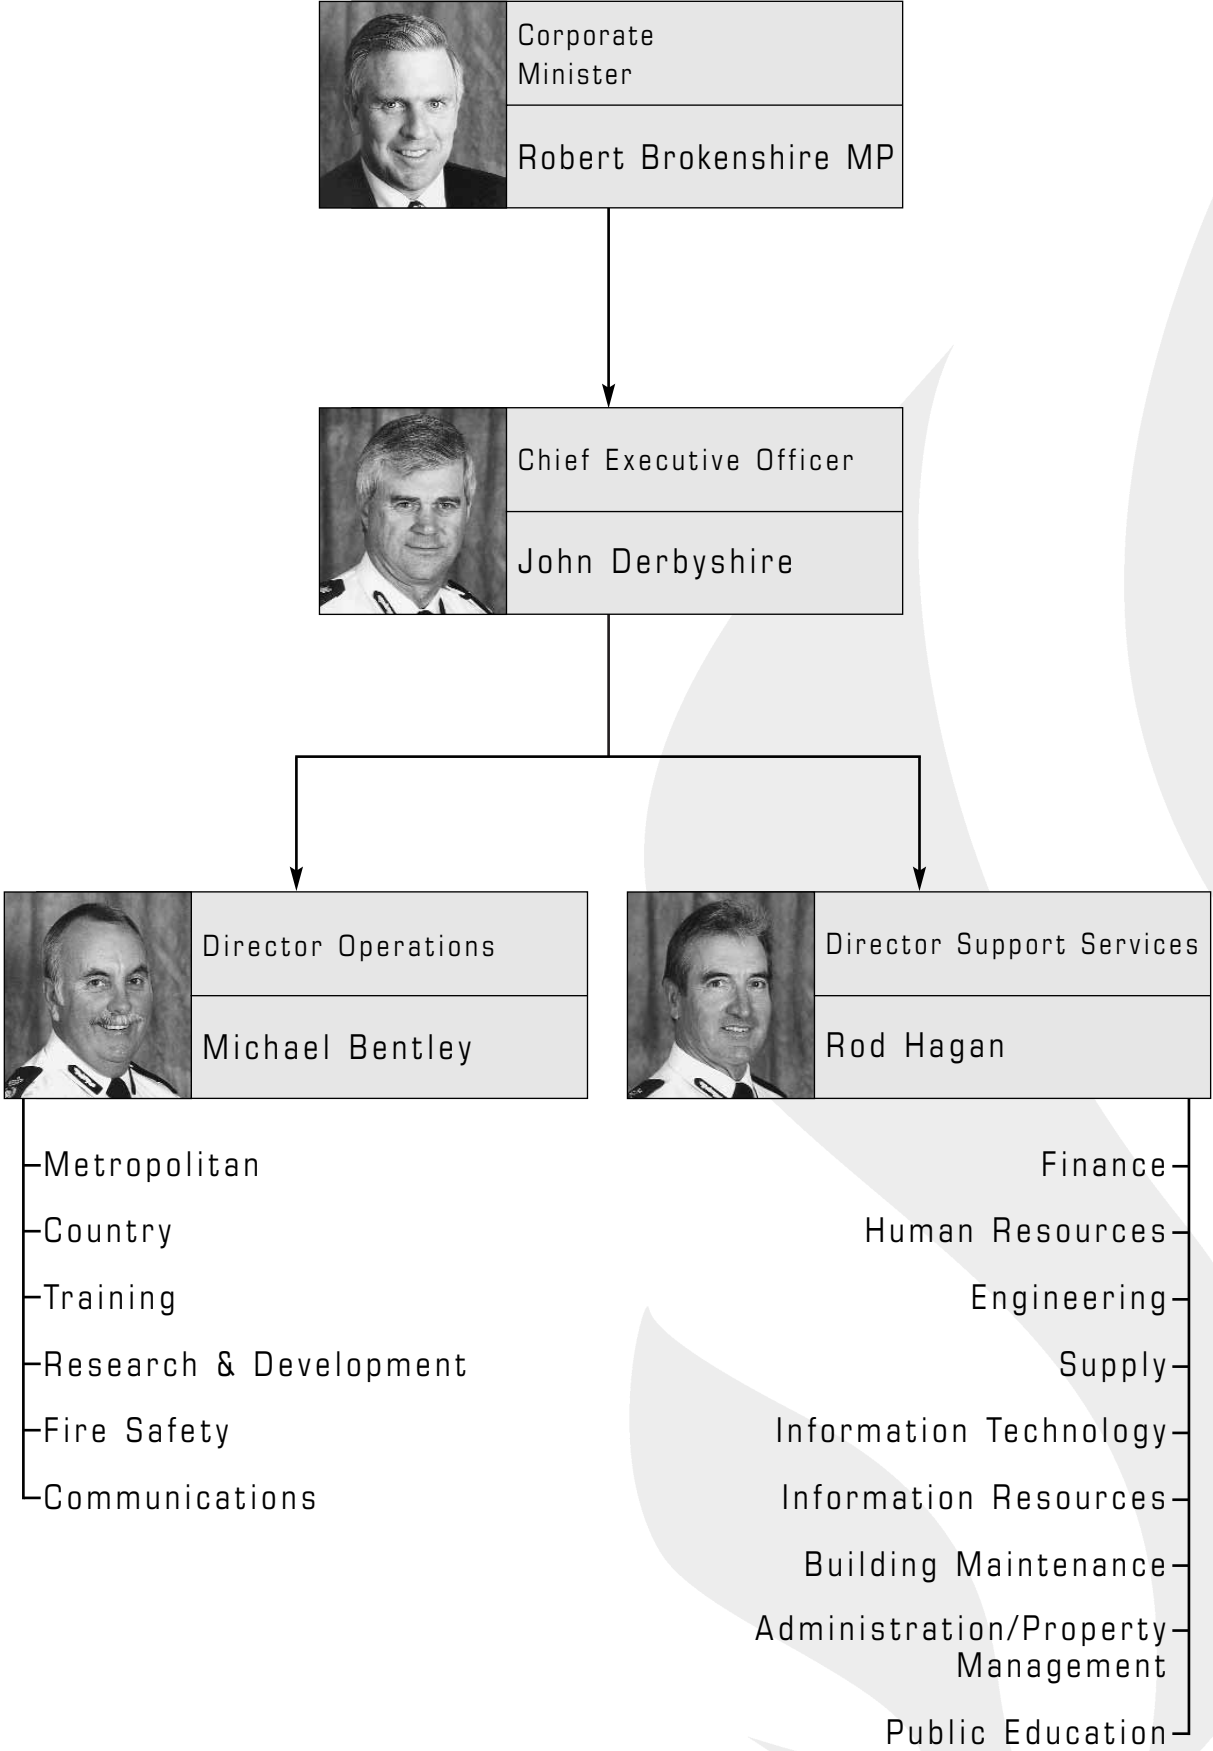 Corporate
Minister
Robert Brokenshire MP
Chief Executive Officer
John Derbyshire
Director Operations
Michael Bentley
Director Support Services
Rod Hagan
Metropolitan
Country
Training
Research & Development
Fire Safety
Communications
Finance
Human Resources
Engineering
Supply
Information Technology
Information Resources
Building Maintenance
Administration/Property
Management
Public Education